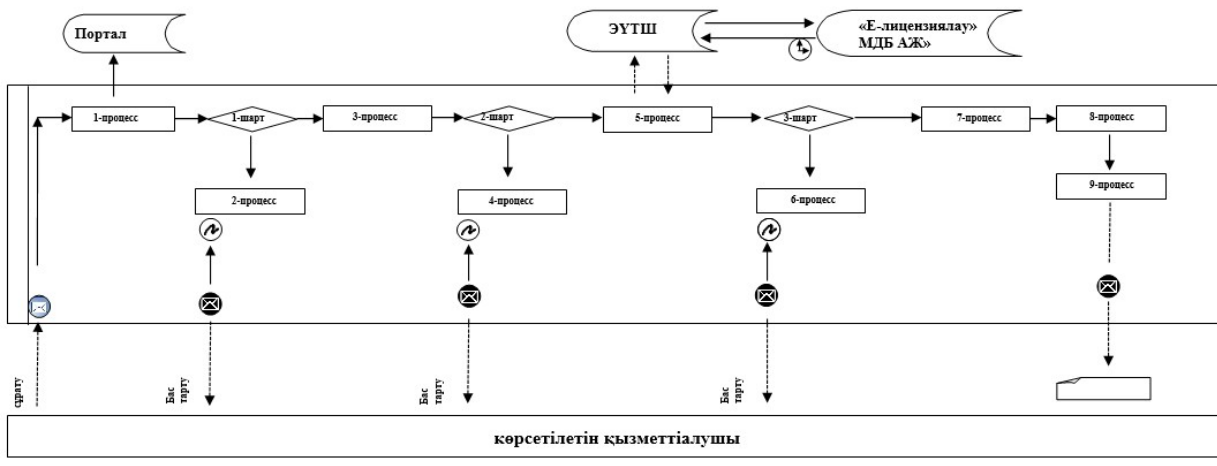 Портал
ЭҮТШ
«Е-лицензиялау»
МДБ АЖ»
1-процесс
1-шарт
3-процесс
2-шарт
5-процесс
3-шарт
7-процесс
8-процесс
2-процесс
4-процесс
6-процесс
9-процесс
сұрату
Бас
тарту
Бас
тарту
Бас
тарту
көрсетілетін қызметтіалушы